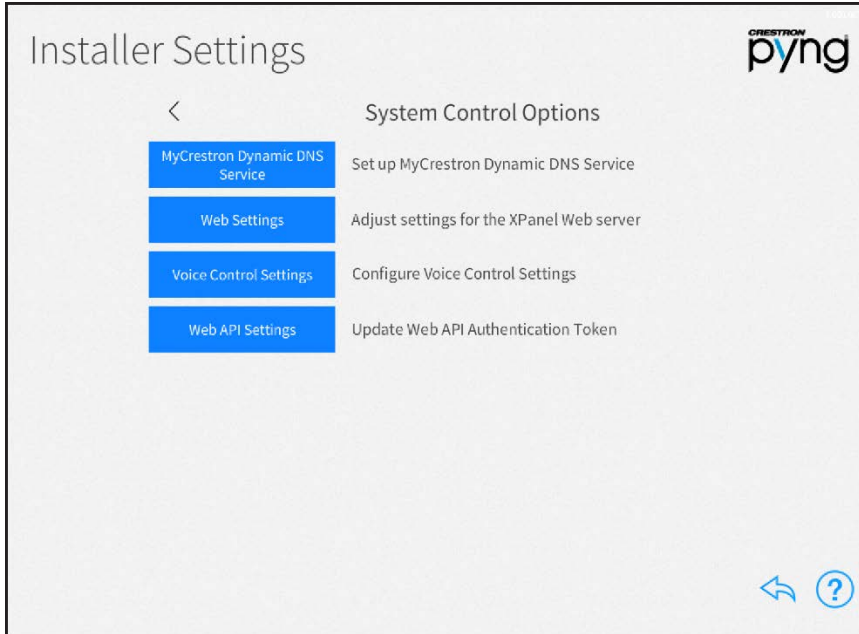 Installer Settings
CRESTRON
pyng
System Control Options
MyCrestron Dynamic DNS
Service
Set up MyCrestron Dynamic DNS Service
Web Settings
Adjust settings for the XPanel Web server
Voice Control Settings
Configure Voice Control Settings
Web API Settings
Update Web API Authentication Token
?